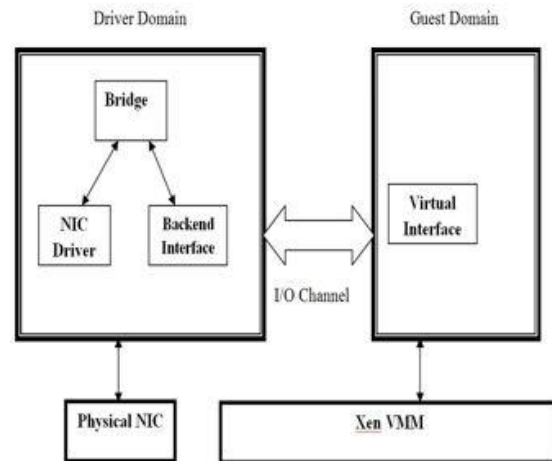 Driver Domain
Guest Domain
Bridge
NIC
Driver
Backend
Interface
Virtual
Interface
I/O Channel
Physical NIC
Xen VMM